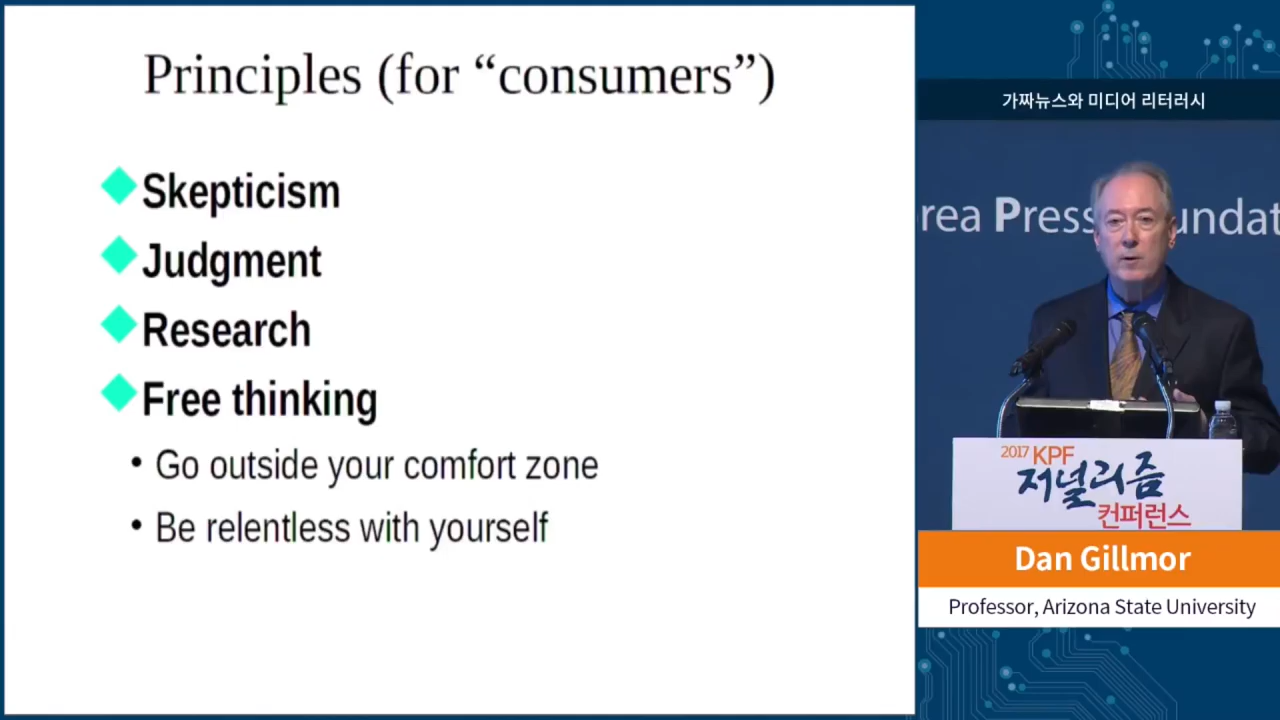 Principles (for “consumers”)
Skepticism
Judgment
Research
Free thinking
• Go outside your comfort zone
• Be relentless with yourself
가짜뉴스와 미디어 리터러시
rea Press undat
2017 KPF
저널리즘
컨퍼런스
Dan Gillmor
Professor, Arizona State University